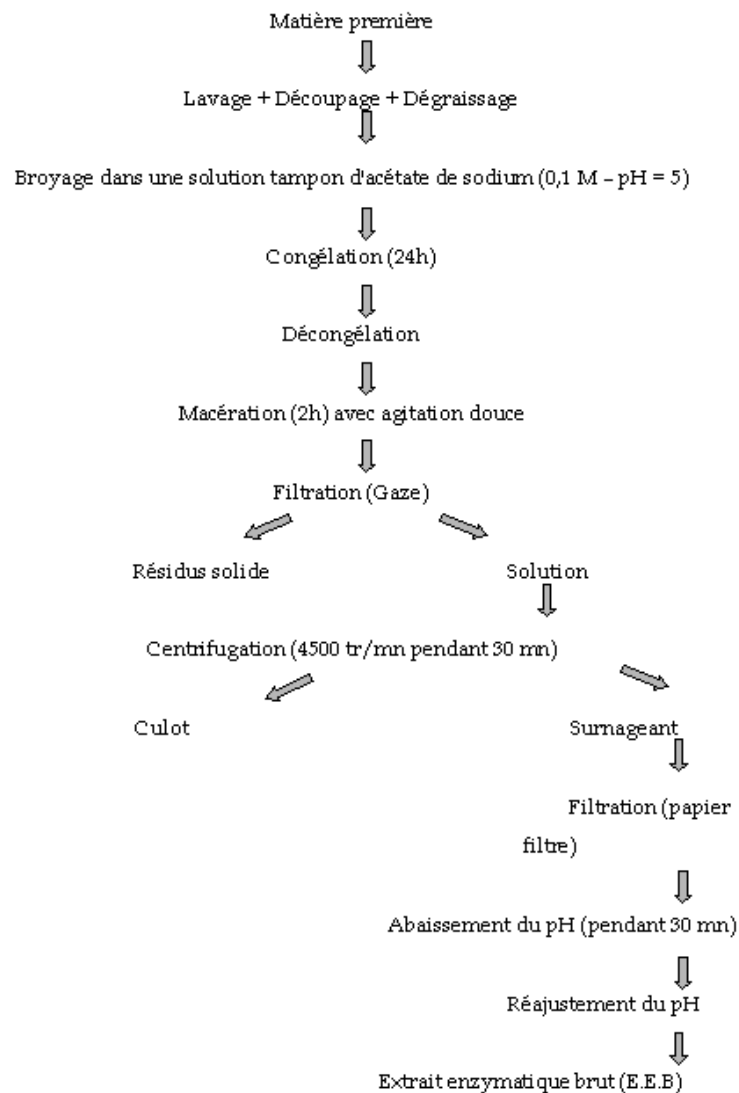 Matière première
Lavage + Découpage + Dégraissage
Broyage dans une solution tampon d'acétate de sodium (0,1 M – pH = 5)
Congélation (24h)
Décongélation
Macération (2h) avec agitation douce
Filtration (Gaze)
Résidus solide
Solution
Centrifugation (4500 tr/mn pendant 30 mn)
Culot
Surnageant
Filtration (papier
filtre)
Abaissement du pH (pendant 30 mn)
Réajustement du pH
Extrait enzymatique brut (E.E.B)